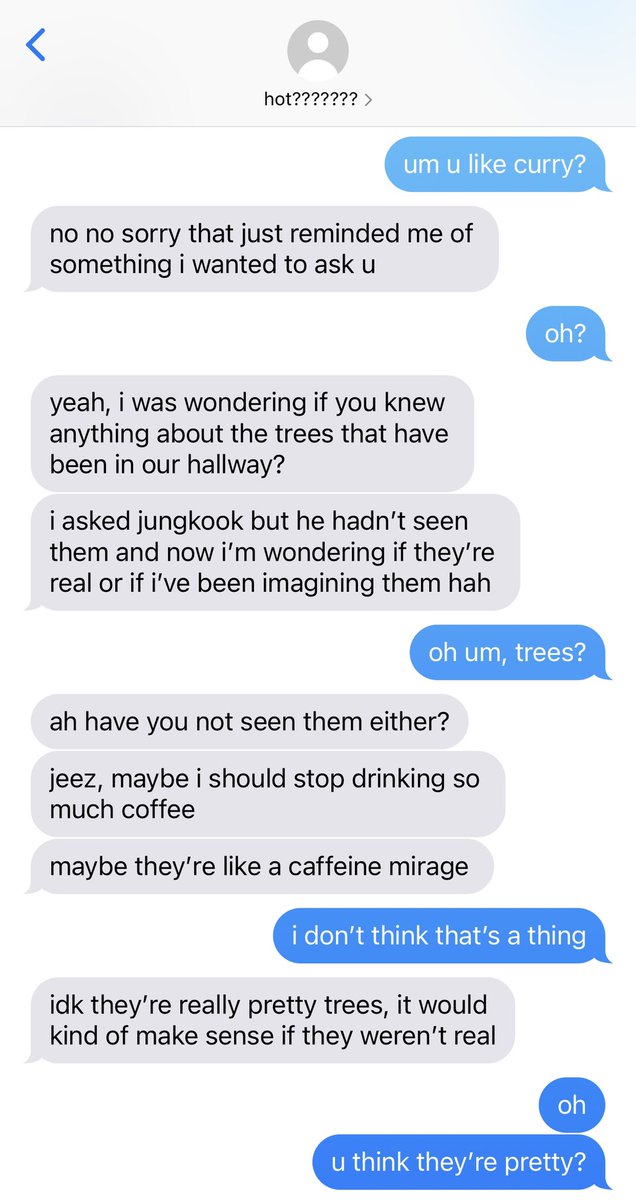 hot???????
um u like curry?
no no sorry that just reminded me of
something i wanted to ask u
oh?
yeah, i was wondering if you knew
anything about the trees that have
been in our hallway?
i asked jungkook but he hadn’t seen
them and now i’m wondering if they’re
real or if i’ve been imagining them hah
oh um, trees?
ah have you not seen them either?
jeez, maybe i should stop drinking so
much coffee
maybe they’re like a caffeine mirage
i don’t think that’s a thing
idk they’re really pretty trees, it would
kind of make sense if they weren’t real
oh
u think they’re pretty?